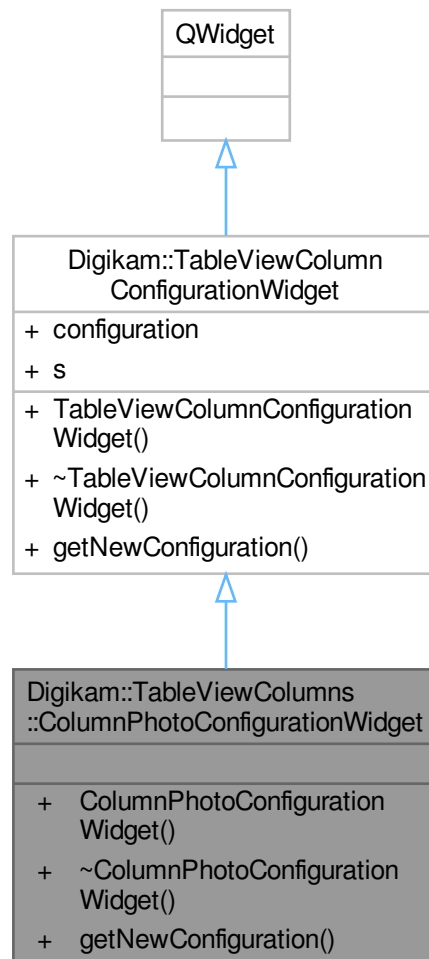 QWidget
Digikam::TableViewColumn
ConfigurationWidget
+ configuration
+ s
+ TableViewColumnConfiguration
Widget()
+ ~TableViewColumnConfiguration
Widget()
+ getNewConfiguration()
Digikam::TableViewColumns
::ColumnPhotoConfigurationWidget
+ ColumnPhotoConfiguration
Widget()
+ ~ColumnPhotoConfiguration
Widget()
+ getNewConfiguration()